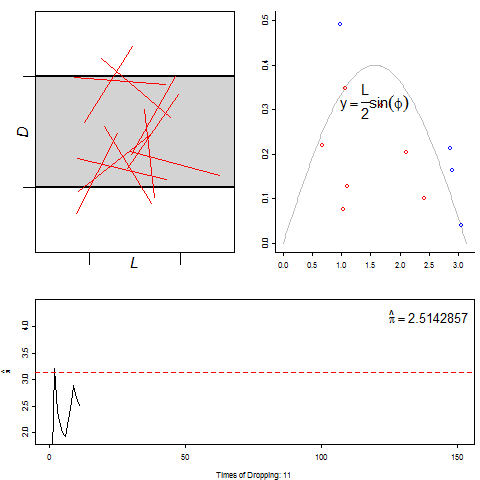 D
L
0.0 0.1 0.2 0.3 0.4 0.5
0.0 0.5 1.0 1.5 2.0 2.5 3.0
y = L/2 sin(ϕ)
π̂ = 2.5142857
π̂
2.0 2.5 3.0 3.5 4.0
0 50 100 150
Times of Dropping: 11